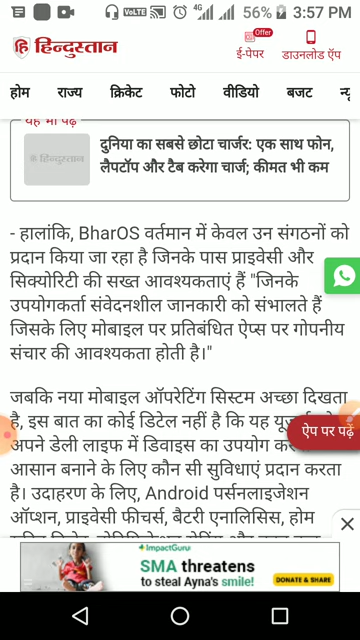 VoLTE 4G 56% 3:57 PM
हिन्दुस्तान
Offer
ई-पेपर डाउनलोड ऍप
होम राज्य क्रिकेट फोटो वीडियो बजट
यह भी पढ़ें
हिन्दुस्तान
दुनिया का सबसे छोटा चार्जर: एक साथ फोन,
लैपटॉप और टैब करेगा चार्ज; कीमत भी कम
- हालांकि, BharOS वर्तमान में केवल उन संगठनों को
प्रदान किया जा रहा है जिनके पास प्राइवेसी और
सिक्योरिटी की सख्त आवश्यकताएं हैं "जिनके
उपयोगकर्ता संवेदनशील जानकारी को संभालते हैं
जिसके लिए मोबाइल पर प्रतिबंधित ऐप्स पर गोपनीय
संचार की आवश्यकता होती है।"
जबकि नया मोबाइल ऑपरेटिंग सिस्टम अच्छा दिखता
है, इस बात का कोई डिटेल नहीं है कि यह
ऐप पर पढ़ें
अपने डेली लाइफ में डिवाइस का उपयोग
आसान बनाने के लिए कौन सी सुविधाएं प्रदान करता
है। उदाहरण के लिए, Android पर्सनलाइजेशन
ऑप्शन, प्राइवेसी फीचर्स, बैटरी एनालिसिस, होम
ImpactGuru
SMA threatens
to steal Ayna's smile!
DONATE & SHARE